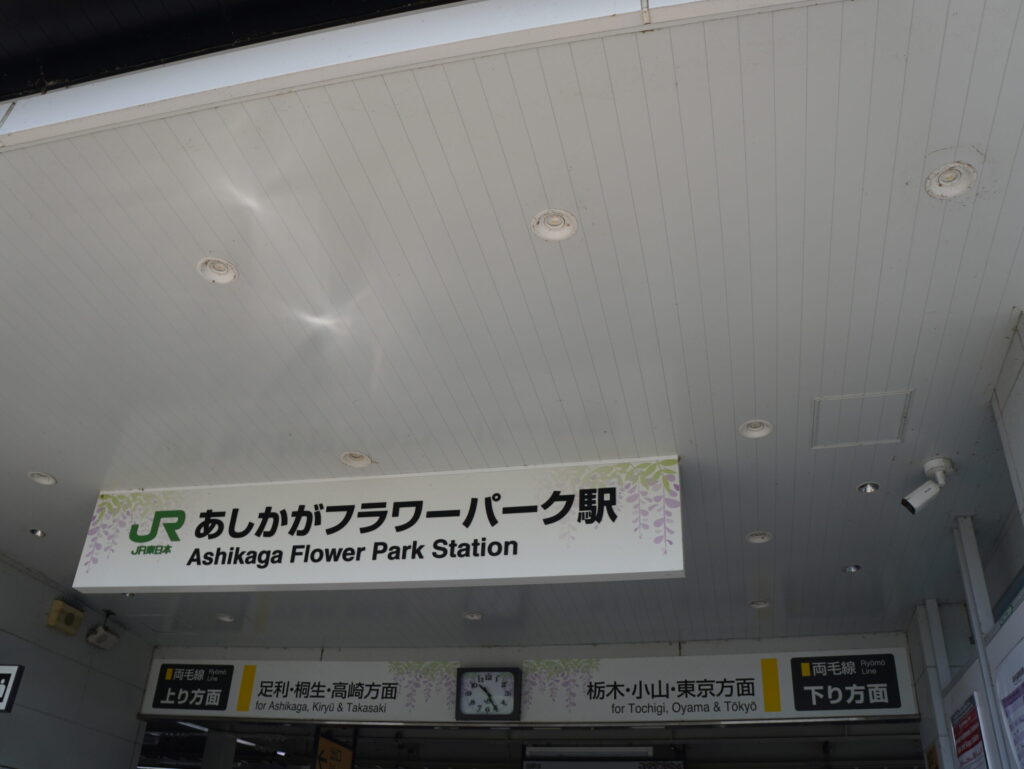 JR
JR東日本
あしかがフラワーパーク駅
Ashikaga Flower Park Station
両毛線 Ryōmō Line
上り方面
足利・桐生・高崎方面
for Ashikaga, Kiryū & Takasaki
栃木・小山・東京方面
for Tochigi, Oyama & Tōkyō
両毛線 Ryōmō Line
下り方面